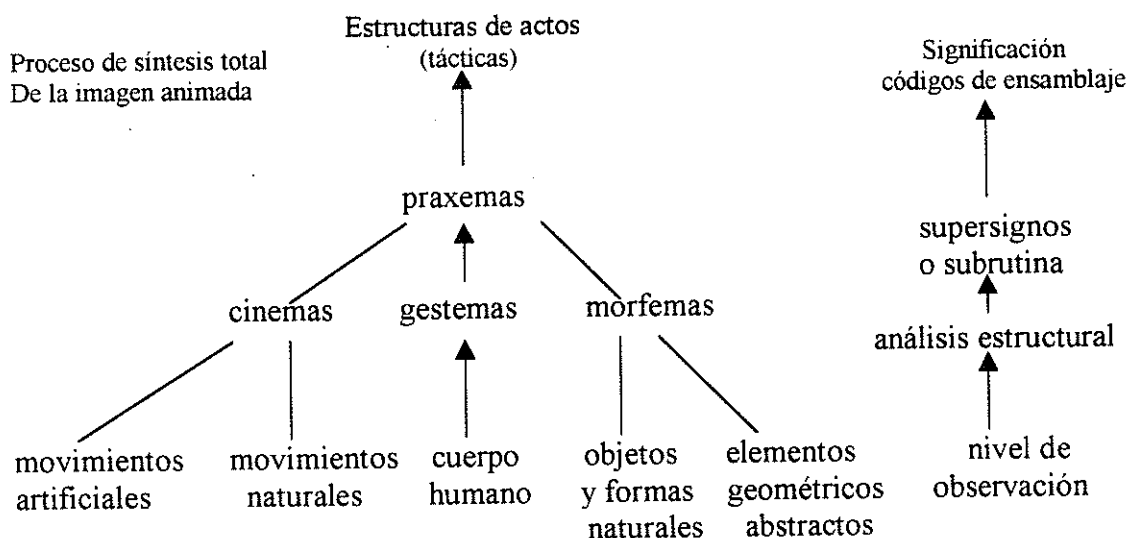 Proceso de síntesis total
De la imagen animada
Estructuras de actos
(tácticas)
Significación
códigos de ensamblaje
praxemas
supersignos
o subrutina
cinemas
gestemas
morfemas
análisis estructural
movimientos
artificiales
movimientos
naturales
cuerpo
humano
objetos
y formas
naturales
elementos
geométricos
abstractos
nivel de
observación